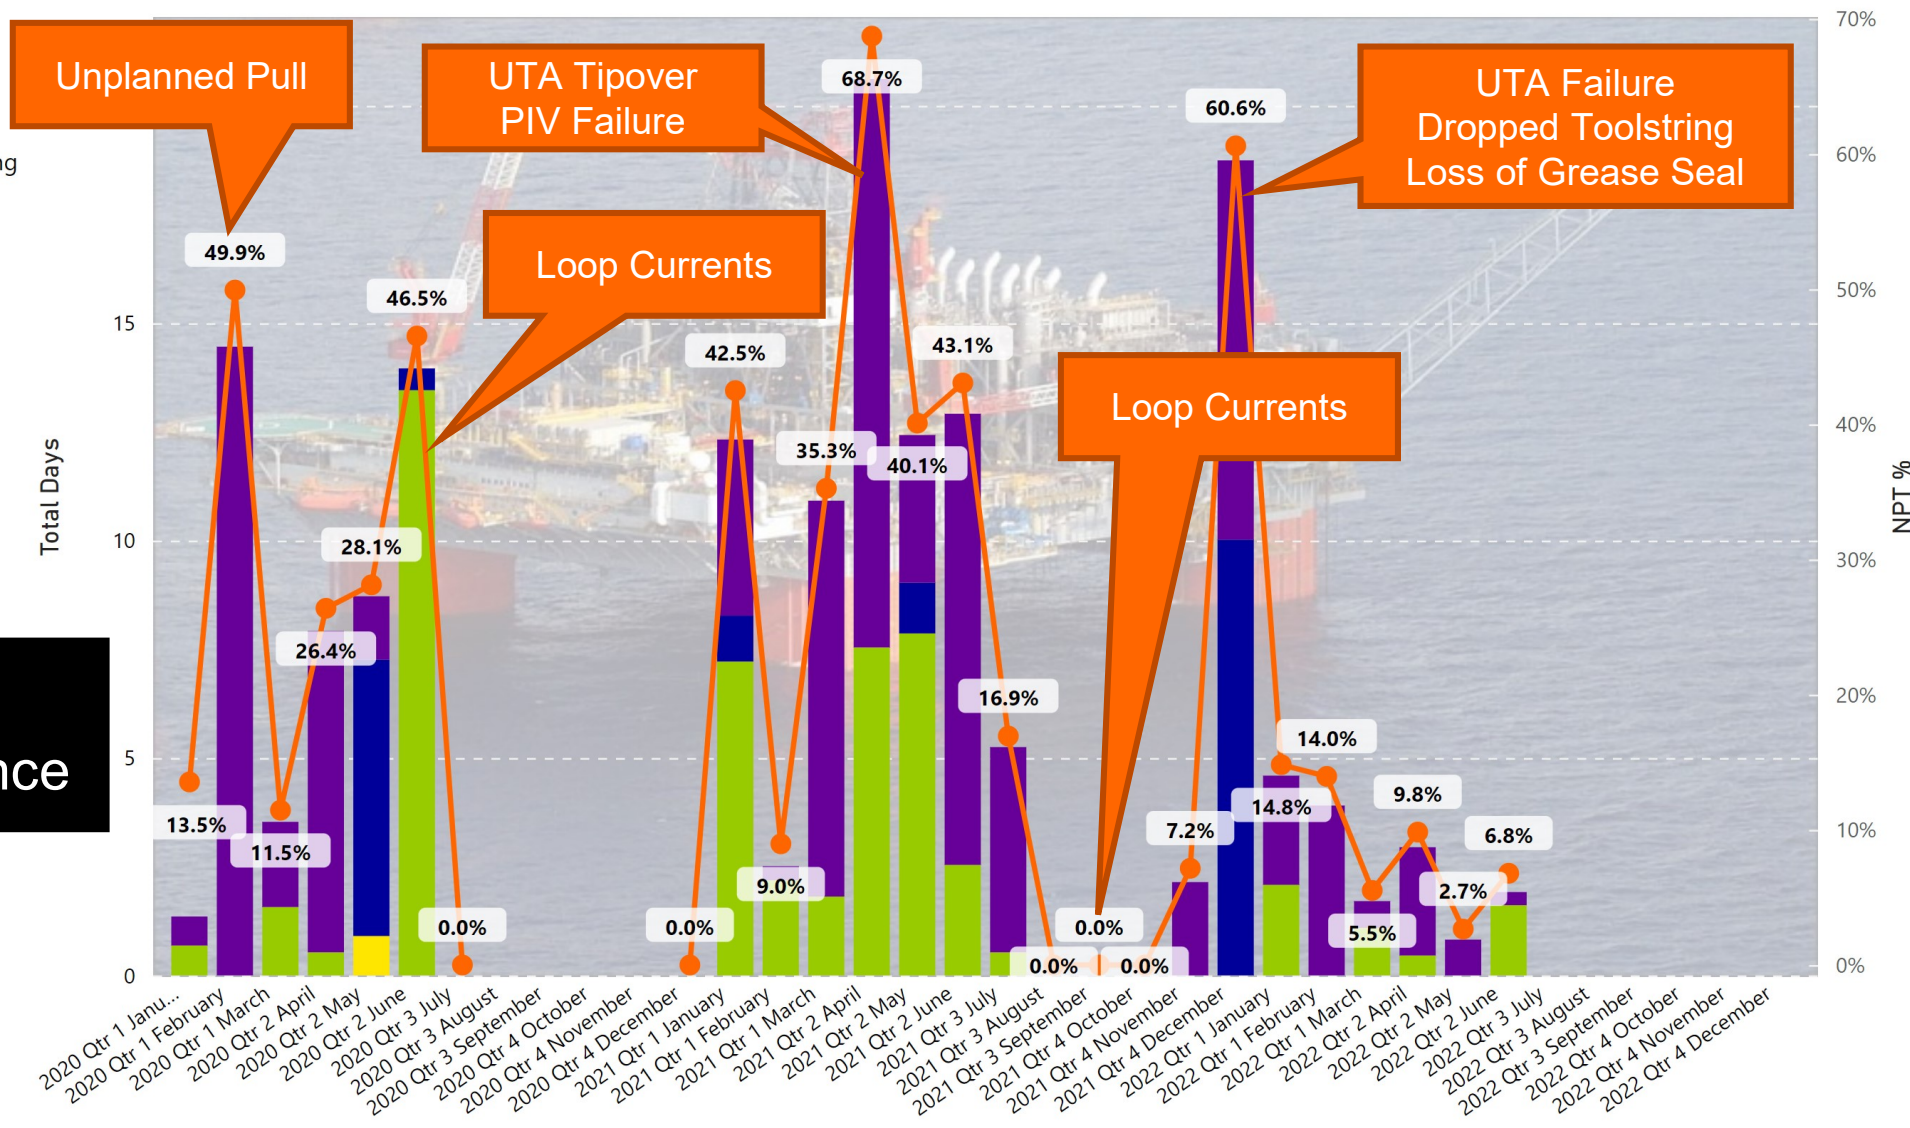 Unplanned Pull
UTA Tipover
PIV Failure
UTA Failure
Dropped Toolstring
Loss of Grease Seal
Loop Currents
Loop Currents
ng
nce
Total Days
15
10
5
0
70%
60%
50%
40%
30%
20%
10%
0%
NPT %
13.5%
49.9%
11.5%
26.4%
28.1%
46.5%
0.0%
0.0%
42.5%
9.0%
35.3%
68.7%
40.1%
43.1%
16.9%
0.0%
0.0%
0.0%
7.2%
60.6%
14.8%
14.0%
5.5%
9.8%
2.7%
6.8%
2020 Qtr 1 Janu...
2020 Qtr 1 February
2020 Qtr 1 March
2020 Qtr 2 April
2020 Qtr 2 May
2020 Qtr 2 June
2020 Qtr 3 July
2020 Qtr 3 August
2020 Qtr 3 September
2020 Qtr 4 October
2020 Qtr 4 November
2020 Qtr 4 December
2021 Qtr 1 January
2021 Qtr 1 February
2021 Qtr 1 March
2021 Qtr 2 April
2021 Qtr 2 May
2021 Qtr 2 June
2021 Qtr 3 July
2021 Qtr 3 August
2021 Qtr 3 September
2021 Qtr 4 October
2021 Qtr 4 November
2021 Qtr 4 December
2022 Qtr 1 January
2022 Qtr 1 February
2022 Qtr 1 March
2022 Qtr 2 April
2022 Qtr 2 May
2022 Qtr 2 June
2022 Qtr 3 July
2022 Qtr 3 August
2022 Qtr 3 September
2022 Qtr 4 October
2022 Qtr 4 November
2022 Qtr 4 December